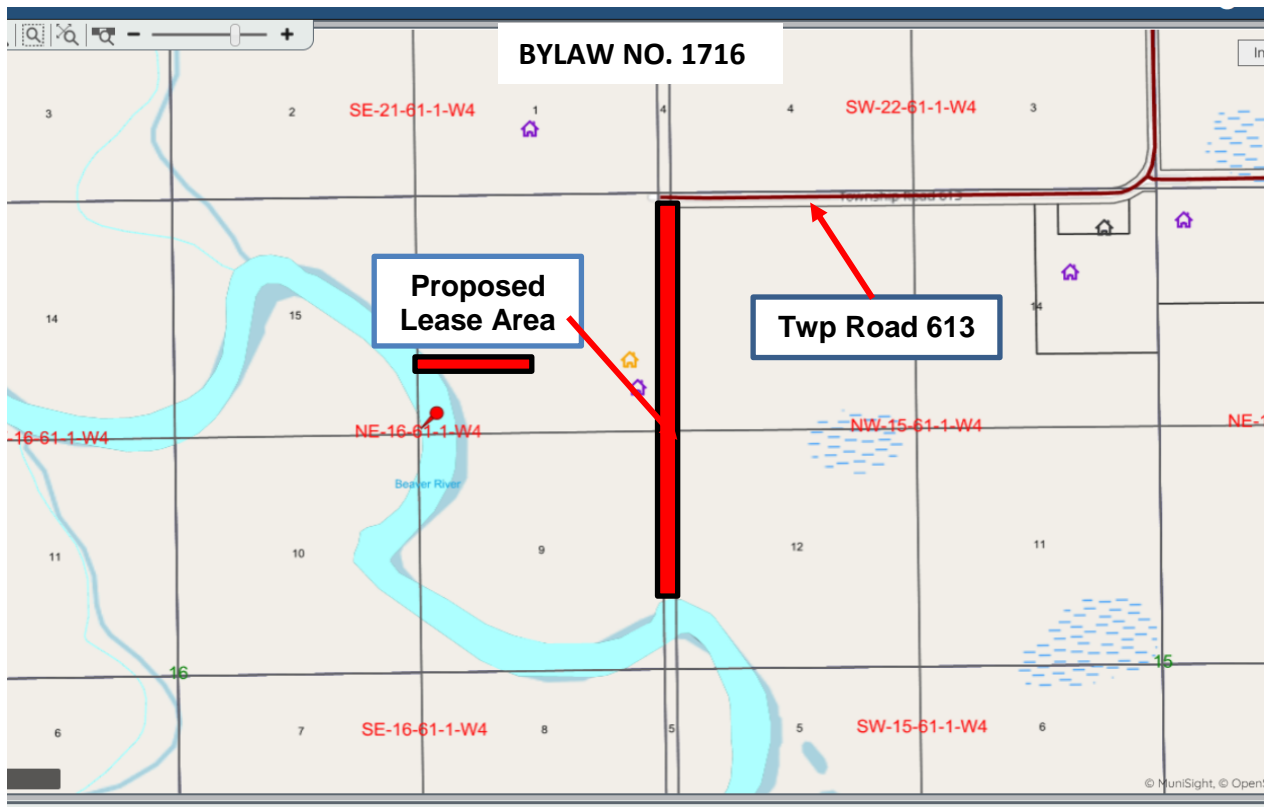 BYLAW NO. 1716
In
3
2
SE-21-61-1-W4
1
4
4
SW-22-61-1-W4
3
Township Road 613
Proposed
Lease Area
Twp Road 613
14
15
14
-16-61-1-W4
NE-16-61-1-W4
NW-15-61-1-W4
NE-1
Beaver River
11
10
9
12
11
16
15
6
7
SE-16-61-1-W4
8
5
5
SW-15-61-1-W4
6
© MuniSight, © OpenS